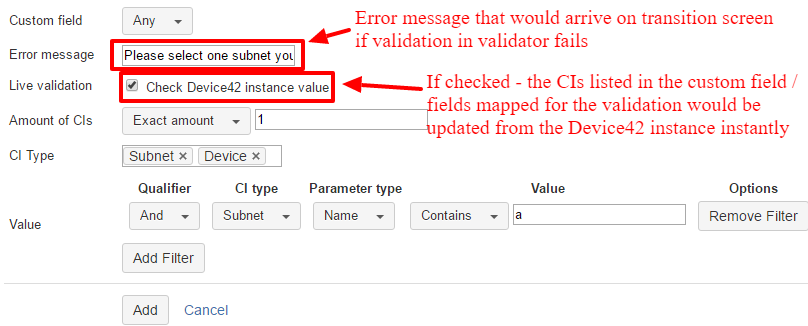 Custom field Any Error message that would arrive on transition screen
if validation in validator fails
Error message Please select one subnet you
Live validation Check Device42 instance value
If checked - the CIs listed in the custom field /
fields mapped for the validation would be
updated from the Device42 instance instantly
Amount of CIs Exact amount 1
CI Type Subnet × Device ×
Qualifier CI type Parameter type Value Options
Value And Subnet Name Contains a Remove Filter
Add Filter
Add Cancel